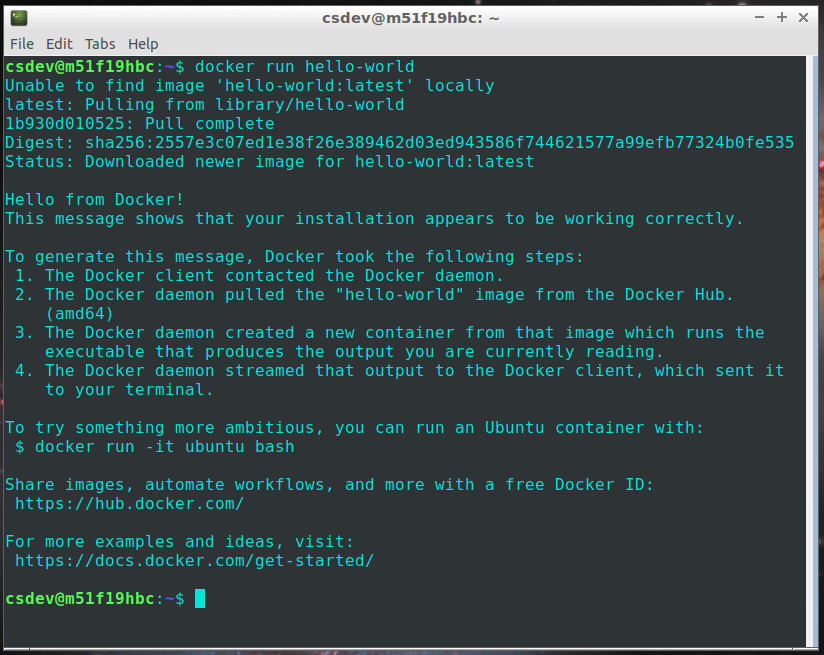 csdev@m51f19hbc: ~
File Edit Tabs Help
csdev@m51f19hbc:~$ docker run hello-world
Unable to find image 'hello-world:latest' locally
latest: Pulling from library/hello-world
1b930d010525: Pull complete
Digest: sha256:2557e3c07ed1e38f26e389462d03ed943586f744621577a99efb77324b0fe535
Status: Downloaded newer image for hello-world:latest

Hello from Docker!
This message shows that your installation appears to be working correctly.

To generate this message, Docker took the following steps:
 1. The Docker client contacted the Docker daemon.
 2. The Docker daemon pulled the "hello-world" image from the Docker Hub.
    (amd64)
 3. The Docker daemon created a new container from that image which runs the
    executable that produces the output you are currently reading.
 4. The Docker daemon streamed that output to the Docker client, which sent it
    to your terminal.

To try something more ambitious, you can run an Ubuntu container with:
 $ docker run -it ubuntu bash

Share images, automate workflows, and more with a free Docker ID:
 https://hub.docker.com/

For more examples and ideas, visit:
 https://docs.docker.com/get-started/

csdev@m51f19hbc:~$